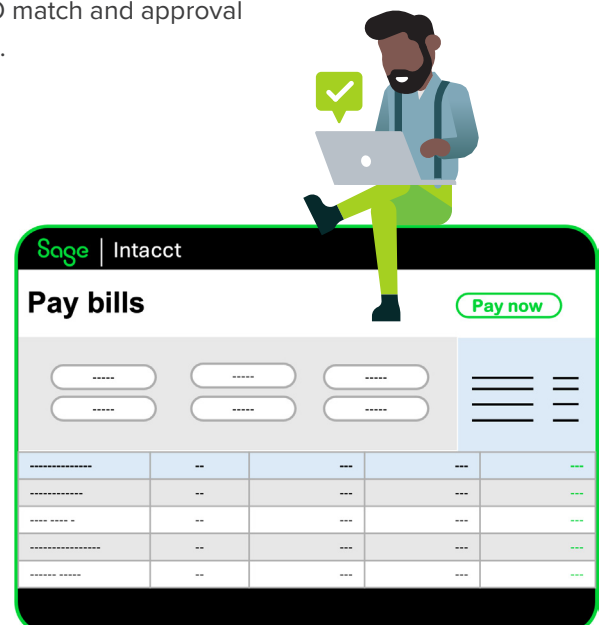 match and approval
.
Sage | Intacct
Pay bills
Pay now
----- ----- -----
----- ----- -----
-------------- -- --- --- ---
------------ -- --- --- ---
---- ---- - -- --- --- ---
---------------- -- --- --- ---
------ ----- -- --- --- ---